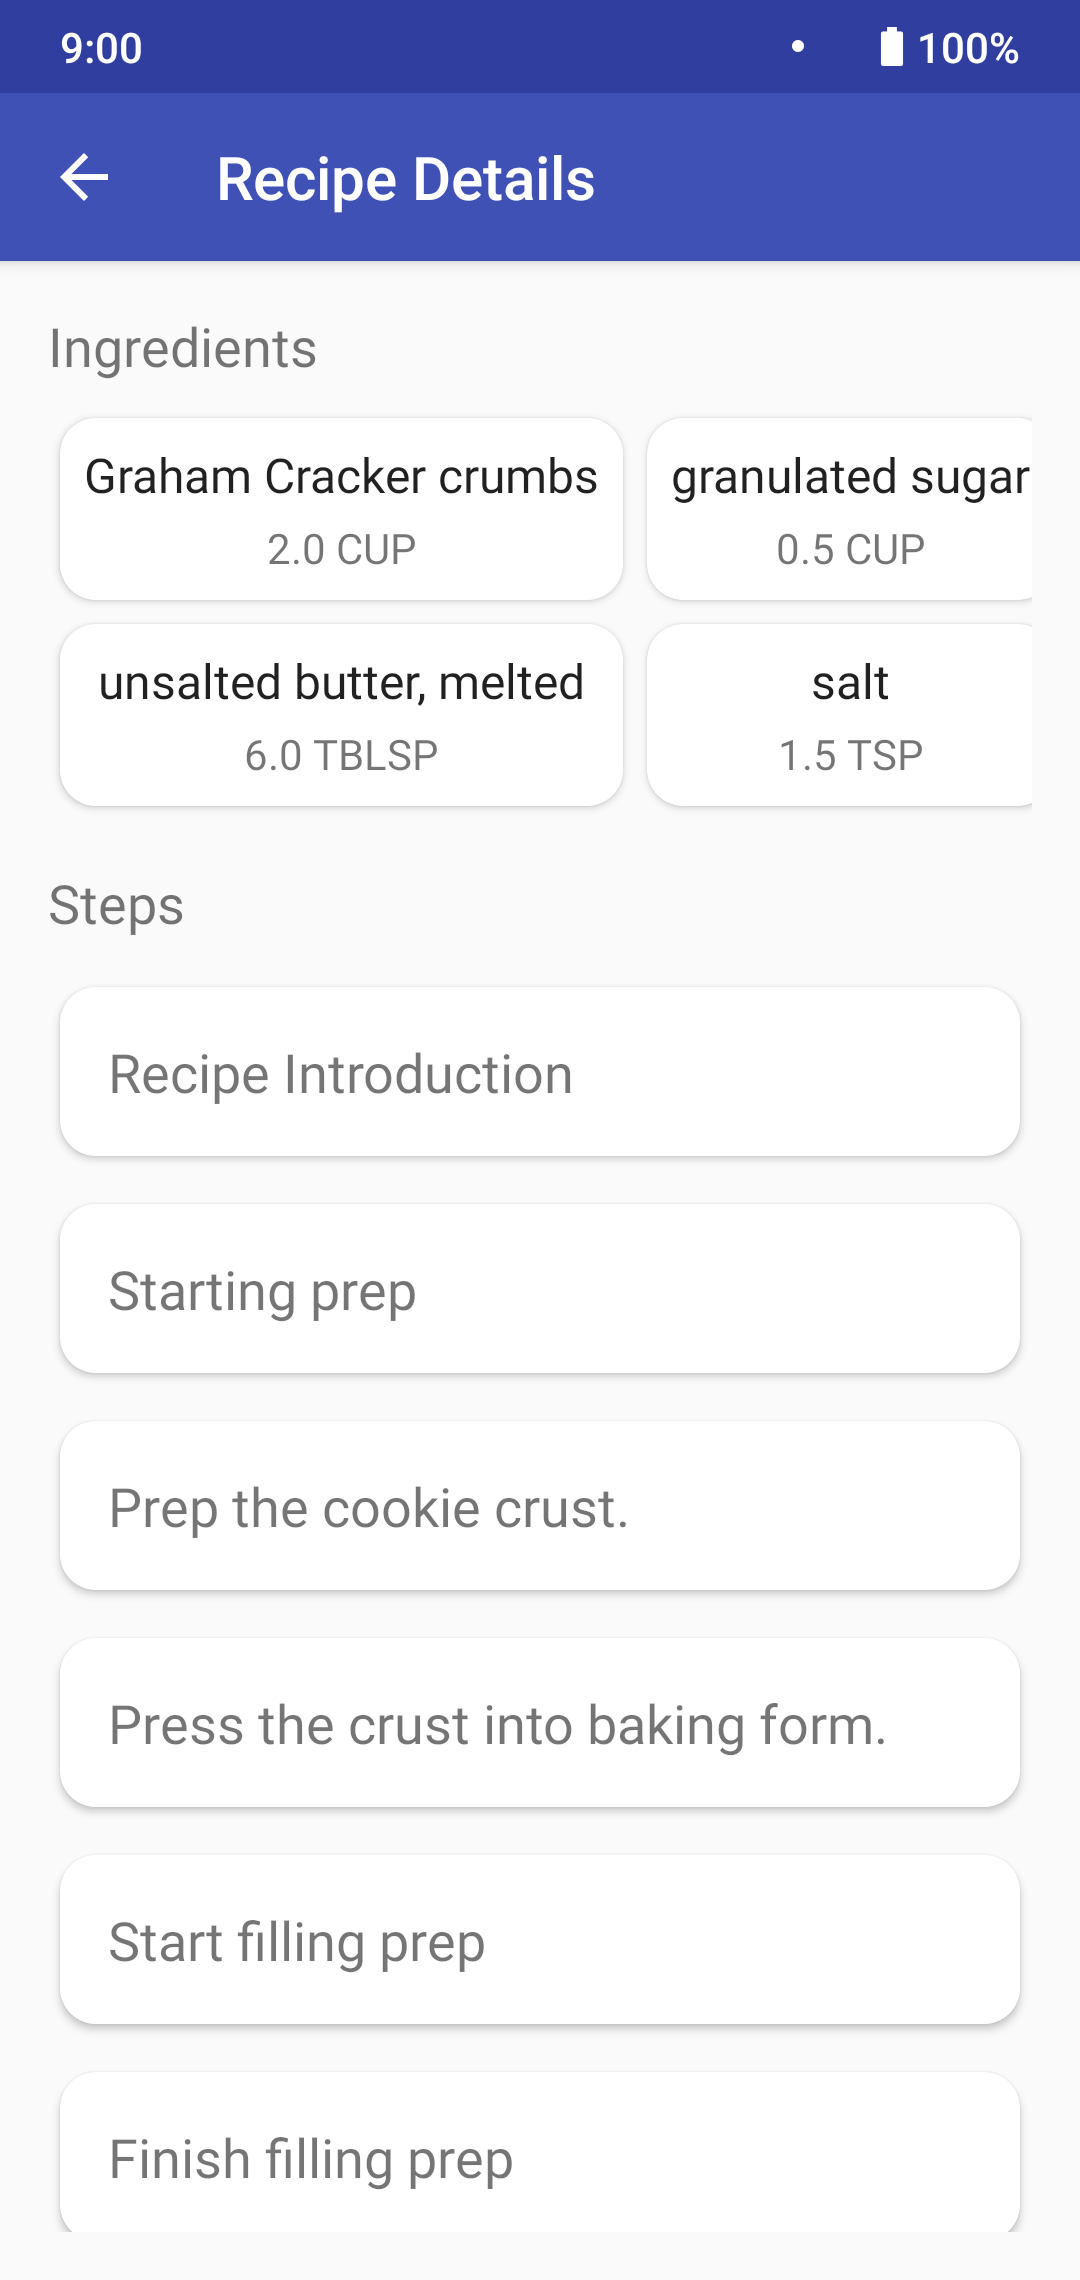 9:00
100%
Recipe Details
Ingredients
Graham Cracker crumbs
2.0 CUP
granulated sugar
0.5 CUP
unsalted butter, melted
6.0 TBLSP
salt
1.5 TSP
Steps
Recipe Introduction
Starting prep
Prep the cookie crust.
Press the crust into baking form.
Start filling prep
Finish filling prep